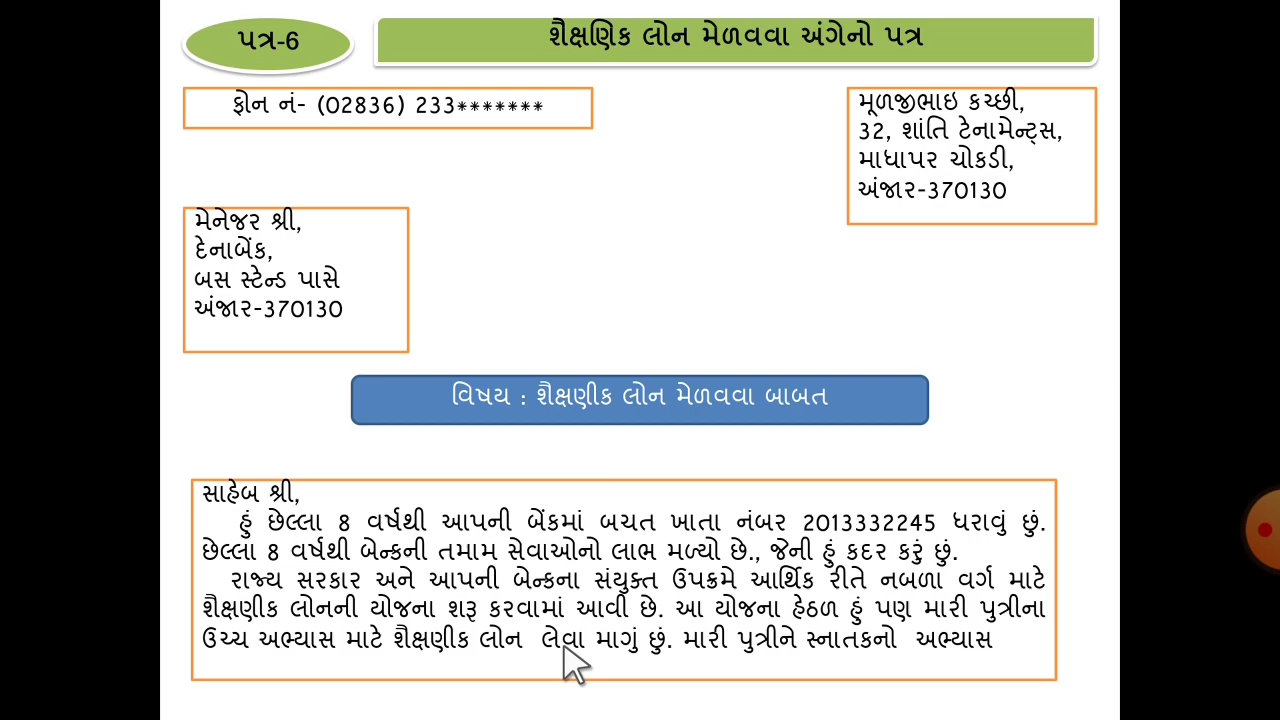 પત્ર-6
શૈક્ષણિક લોન મેળવવા અંગેનો પત્ર
ફોન નં- (02836) 233*******
મૂળજીભાઇ કચ્છી,
32, શાંતિ ટેનામેન્ટ્સ,
માધાપર ચોકડી,
અંજાર-370130
મેનેજર શ્રી,
દેનાબેંક,
બસ સ્ટેન્ડ પાસે
અંજાર-370130
વિષય : શૈક્ષણીક લોન મેળવવા બાબત
સાહેબ શ્રી,
હું છેલ્લા 8 વર્ષથી આપની બેંકમાં બચત ખાતા નંબર 2013332245 ધરાવું છું.
છેલ્લા 8 વર્ષથી બેન્કની તમામ સેવાઓનો લાભ મળ્યો છે., જેની હું કદર કરું છું.
રાજ્ય સરકાર અને આપની બેન્કના સંયુક્ત ઉપક્રમે આર્થિક રીતે નબળા વર્ગ માટે
શૈક્ષણીક લોનની યોજના શરૂ કરવામાં આવી છે. આ યોજના હેઠળ હું પણ મારી પુત્રીના
ઉચ્ચ અભ્યાસ માટે શૈક્ષણીક લોન લેવા માગું છું. મારી પુત્રીને સ્નાતકનો અભ્યાસ